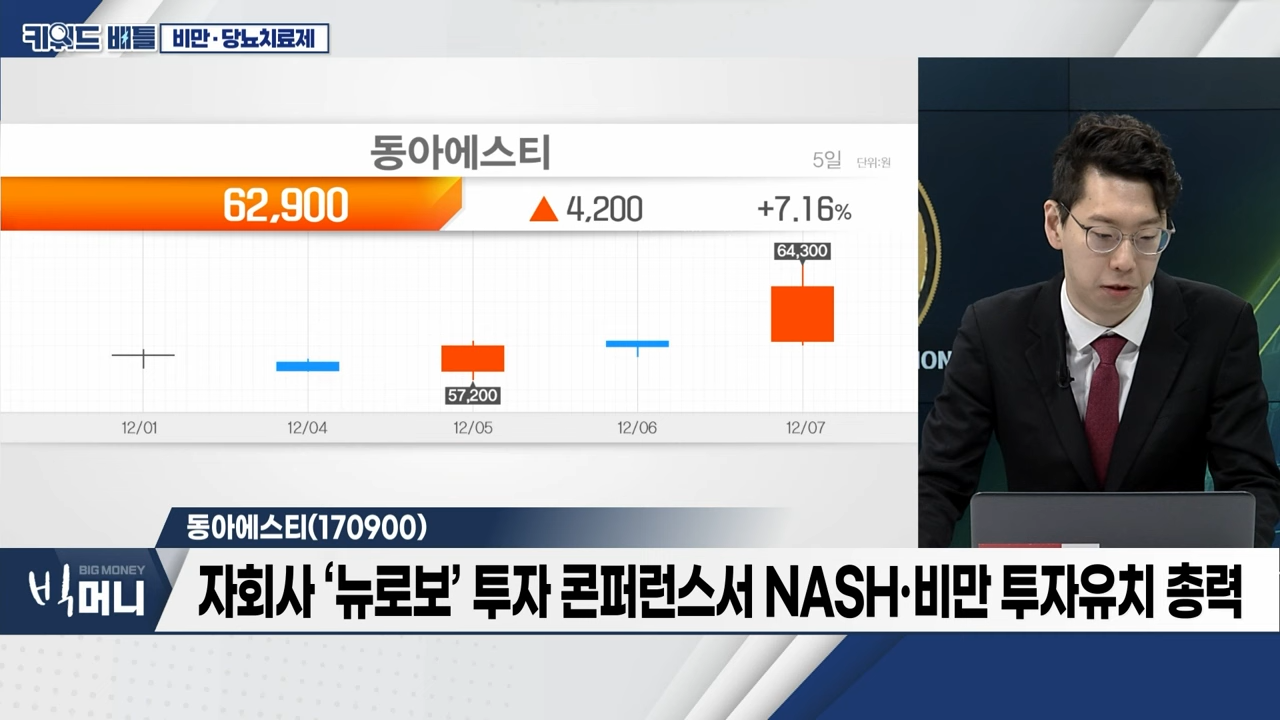 키워드 배틀 비만·당뇨치료제
동아에스티
5일 단위:원
62,900 ▲ 4,200 +7.16%
64,300
57,200
12/01 12/04 12/05 12/06 12/07
ION
동아에스티(170900)
BIG MONEY
빅머니
자회사 ‘뉴로보’ 투자 콘퍼런스서 NASH·비만 투자유치 총력